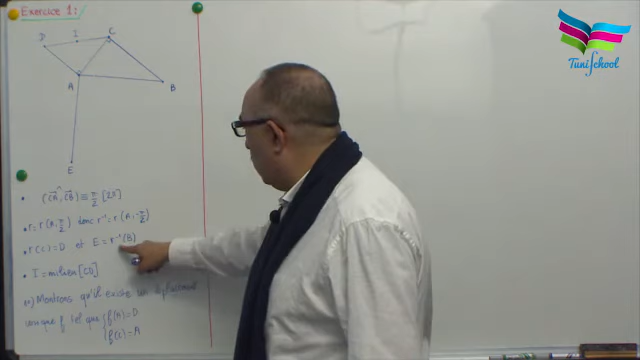 Exercice 1:
D I C
A B
E
• (CA, CB) ≡ π/2 [2π]
• r = r(A, π/2) donc r⁻¹ = r(A, -π/2)
• r(C) = D et E = r⁻¹(B)
• I = milieu [CD]
Montrons qu'il existe un
unique f tel que { f(A) = D
f(C) = A
TuniSchool